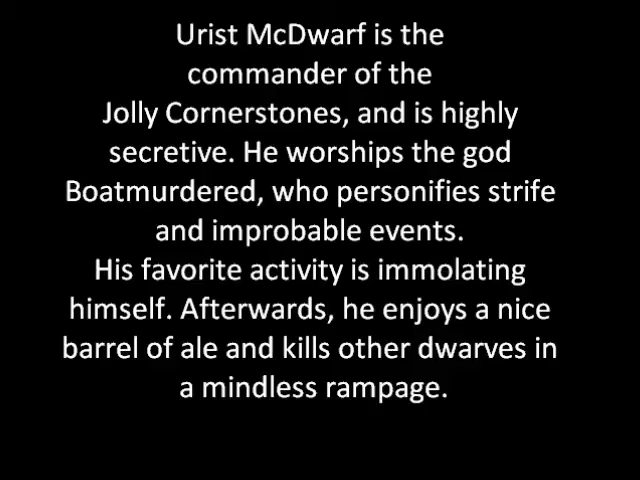 Urist McDwarf is the
commander of the
Jolly Cornerstones, and is highly
secretive. He worships the god
Boatmurdered, who personifies strife
and improbable events.
His favorite activity is immolating
himself. Afterwards, he enjoys a nice
barrel of ale and kills other dwarves in
a mindless rampage.